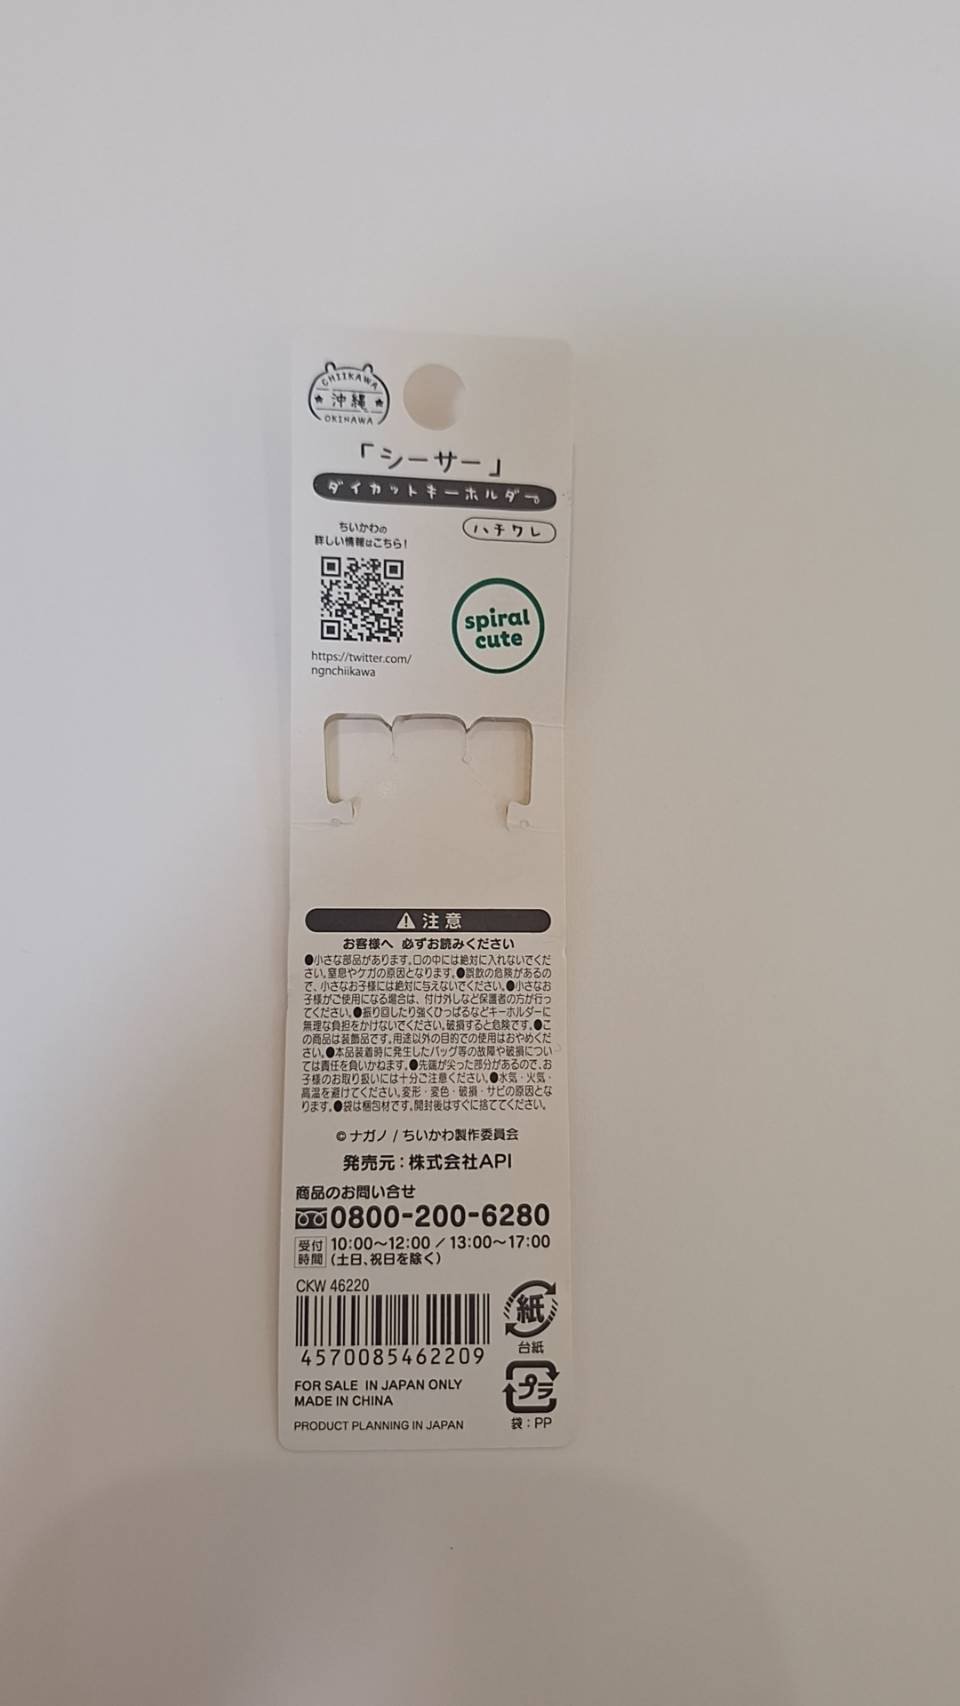 CHIIKAWA
沖縄
OKINAWA
「シーサー」
ダイカットキーホルダー
ハチワレ
ちいかわの
詳しい情報はこちら!
https://twitter.com/
ngnchiikawa
spiral
cute
注意
お客様へ 必ずお読みください
●小さな部品があります。口の中には絶対に入れないでくだ
さい。窒息やケガの原因となります。●誤飲の危険があるの
で、小さなお子様には絶対に与えないでください。●小さなお
子様がご使用になる場合は、付け外しなど保護者の方が行っ
てください。●振り回したり強くひっぱるなどキーホルダーに
無理な負担をかけないでください。破損すると危険です。●こ
の商品は装飾品です。用途以外の目的での使用はおやめくだ
さい。●本品装着時に発生したバッグ等の故障や破損につい
ては責任を負いかねます。●先端が尖った部分があるので、お
子様のお取り扱いには十分ご注意ください。●水気・火気・
高温を避けてください。変形・変色・破損・サビの原因とな
ります。●袋は梱包材です。開封後はすぐに捨ててください。
© ナガノ / ちいかわ製作委員会
発売元:株式会社API
商品のお問い合せ
0800-200-6280
受付時間 10:00〜12:00 / 13:00〜17:00
(土日、祝日を除く)
CKW 46220
4570085462209
紙
台紙
FOR SALE IN JAPAN ONLY
MADE IN CHINA
PRODUCT PLANNING IN JAPAN
プラ
袋:PP